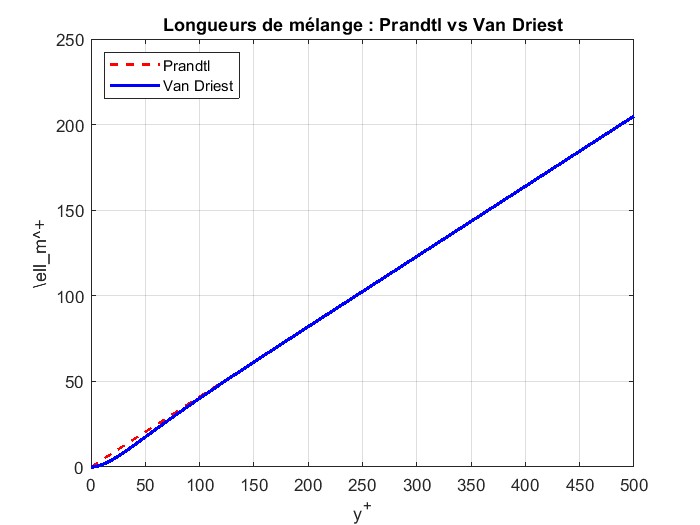 Longueurs de mélange : Prandtl vs Van Driest
Prandtl
Van Driest
250
200
150
100
50
0
\ell_m^+
0 50 100 150 200 250 300 350 400 450 500
y+